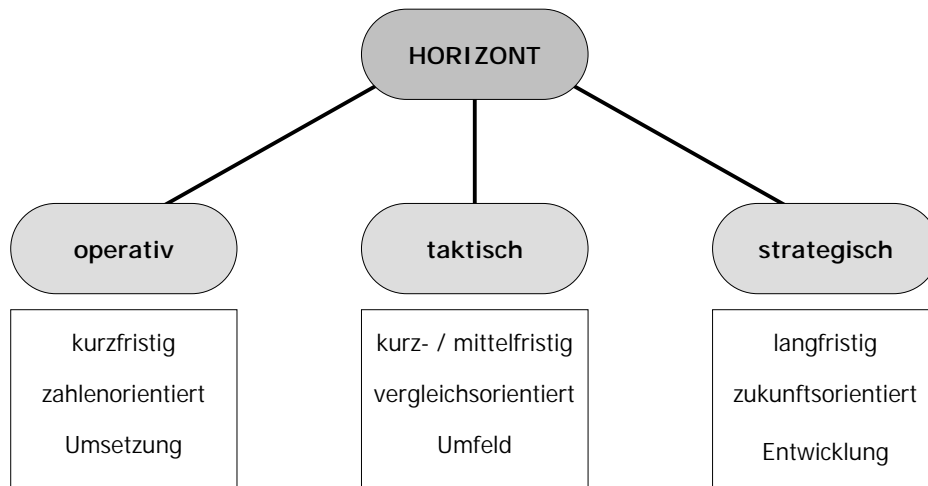 HORIZONT
operativ
taktisch
strategisch
kurzfristig
zahlenorientiert
Umsetzung
kurz- / mittelfristig
vergleichsorientiert
Umfeld
langfristig
zukunftsorientiert
Entwicklung